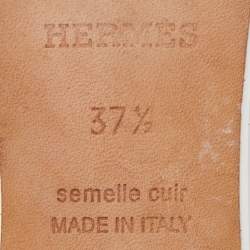 HERMES
37½
semelle cuir
MADE IN ITALY